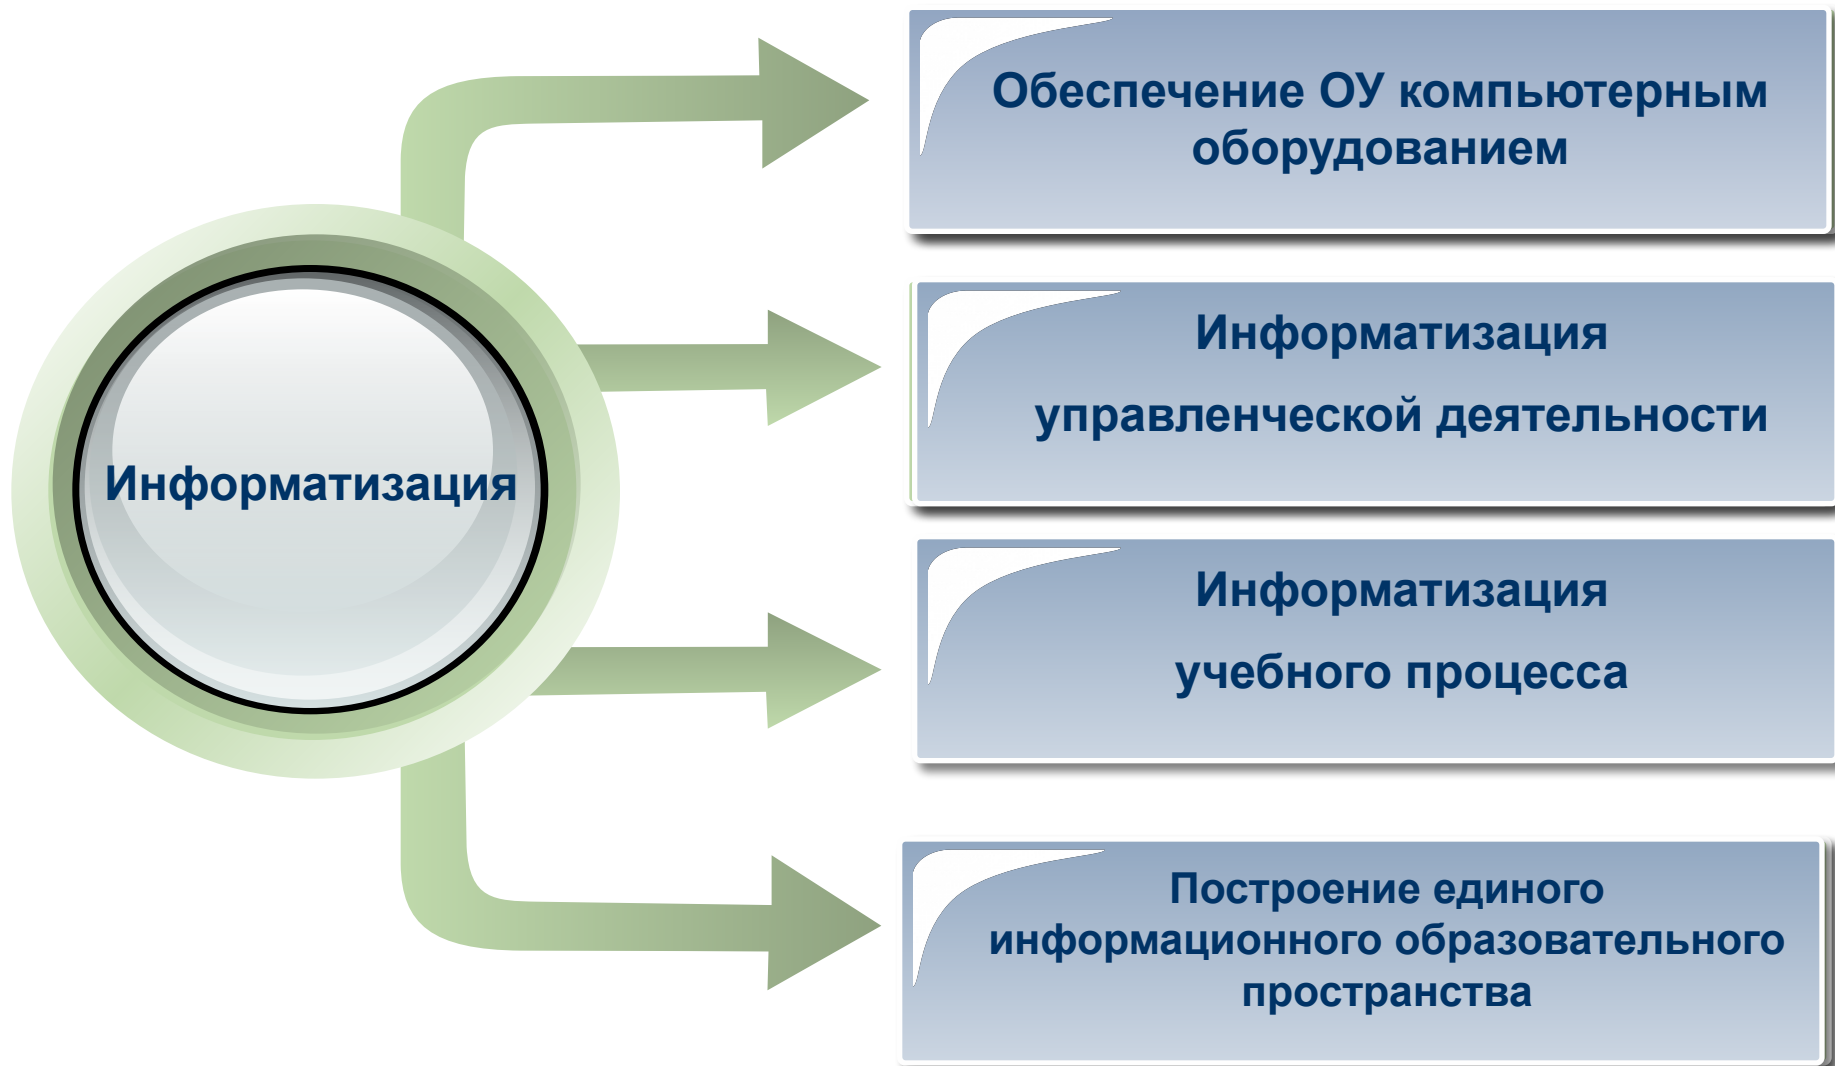 Обеспечение ОУ компьютерным
оборудованием
Информатизация
управленческой деятельности
Информатизация
Информатизация
учебного процесса
Построение единого
информационного образовательного
пространства